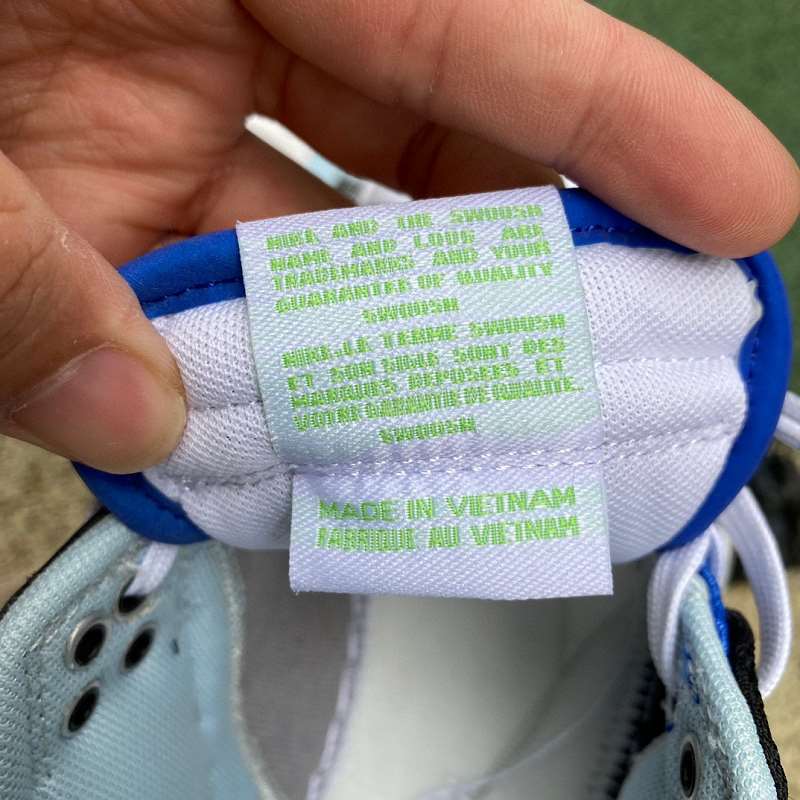 NIKE AND THE SWOOSH
NAME AND LOGO ARE
TRADEMARKS AND YOUR
GUARANTEE OF QUALITY
SWOOSH
NIKE.LE TERME SWOOSH
ET SON SIGLE SONT DES
MARQUES DEPOSEES ET
VOTRE GARANTIE DE QUALITE.
SWOOSH
MADE IN VIETNAM
FABRIQUE AU VIETNAM